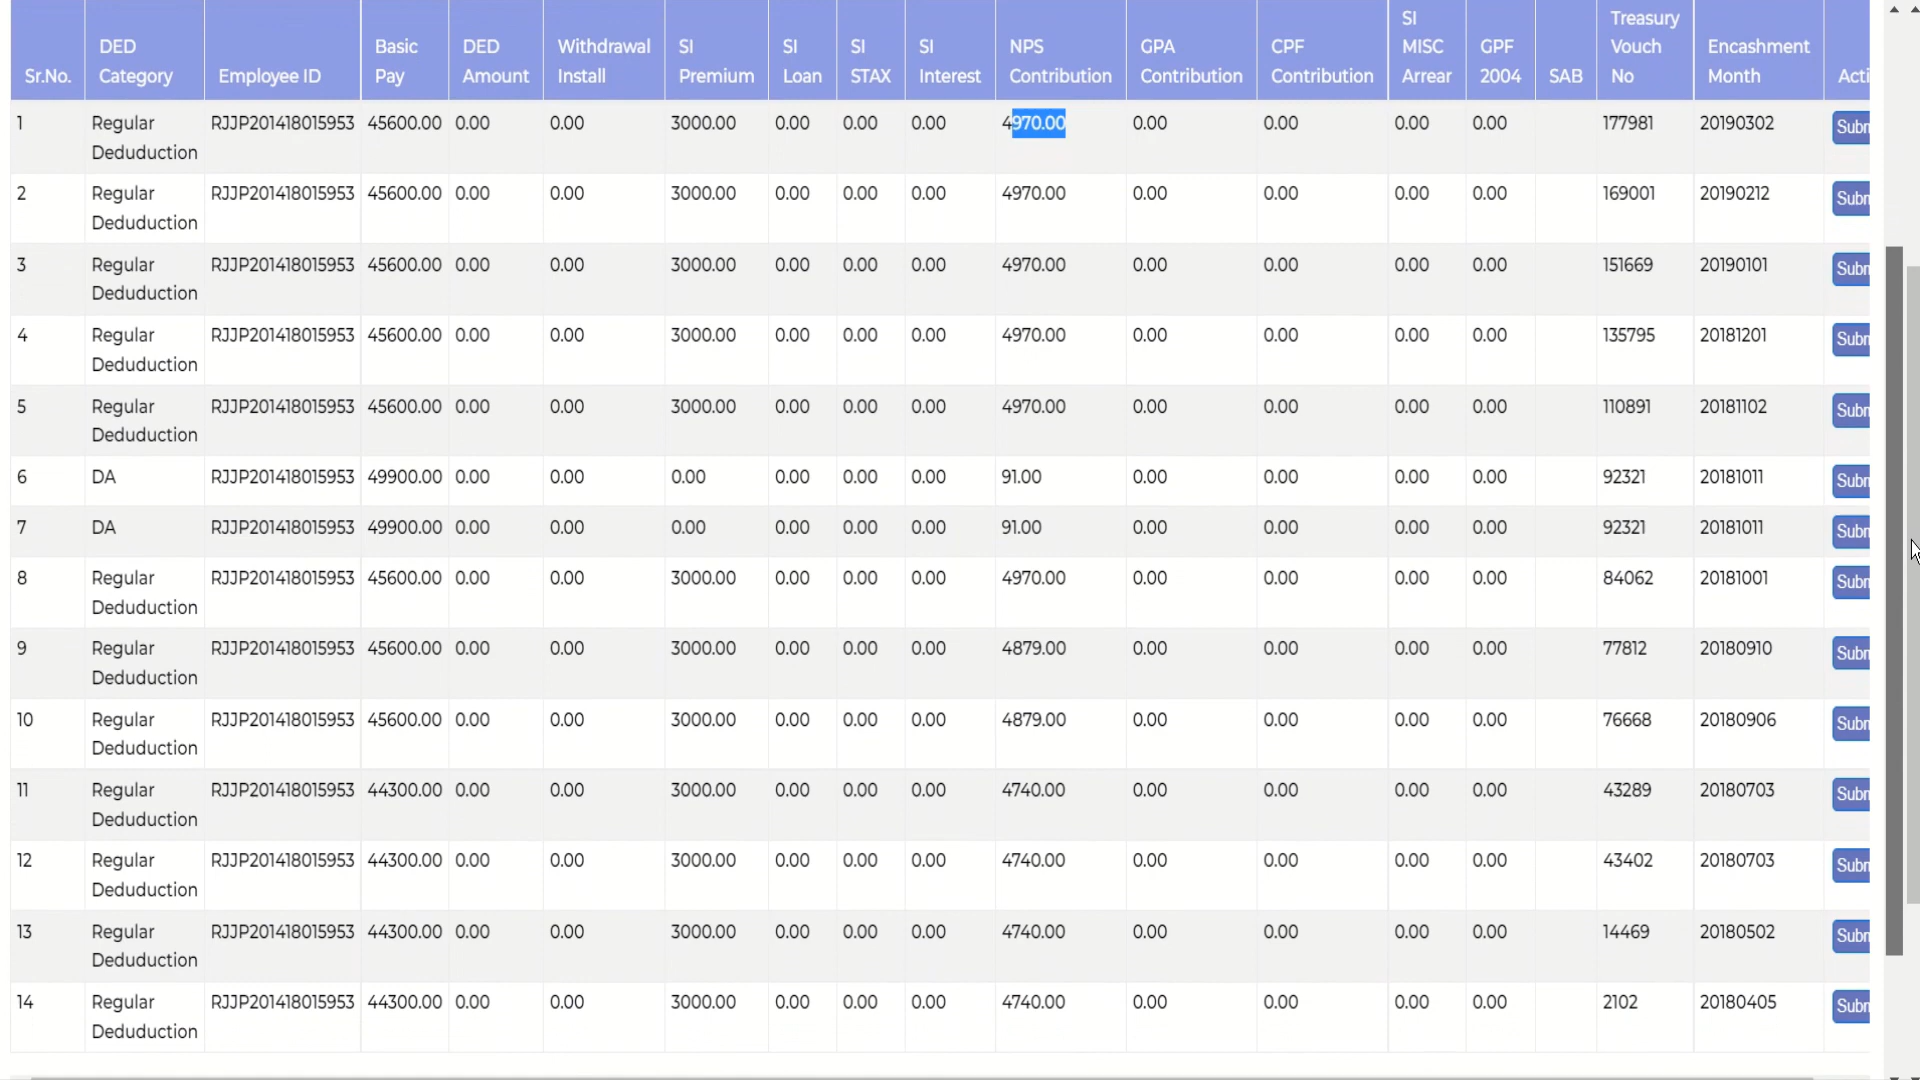 Sr.No. DED Category Employee ID Basic Pay DED Amount Withdrawal Install SI Premium SI Loan SI STAX SI Interest NPS Contribution GPA Contribution CPF Contribution SI MISC Arrear GPF 2004 SAB Treasury Vouch No Encashment Month Acti
1 Regular Deduduction RJJP201418015953 45600.00 0.00 0.00 3000.00 0.00 0.00 0.00 4970.00 0.00 0.00 0.00 0.00 177981 20190302 Subm
2 Regular Deduduction RJJP201418015953 45600.00 0.00 0.00 3000.00 0.00 0.00 0.00 4970.00 0.00 0.00 0.00 0.00 169001 20190212 Subm
3 Regular Deduduction RJJP201418015953 45600.00 0.00 0.00 3000.00 0.00 0.00 0.00 4970.00 0.00 0.00 0.00 0.00 151669 20190101 Subm
4 Regular Deduduction RJJP201418015953 45600.00 0.00 0.00 3000.00 0.00 0.00 0.00 4970.00 0.00 0.00 0.00 0.00 135795 20181201 Subm
5 Regular Deduduction RJJP201418015953 45600.00 0.00 0.00 3000.00 0.00 0.00 0.00 4970.00 0.00 0.00 0.00 0.00 110891 20181102 Subm
6 DA RJJP201418015953 49900.00 0.00 0.00 0.00 0.00 0.00 0.00 91.00 0.00 0.00 0.00 0.00 92321 20181011 Subm
7 DA RJJP201418015953 49900.00 0.00 0.00 0.00 0.00 0.00 0.00 91.00 0.00 0.00 0.00 0.00 92321 20181011 Subm
8 Regular Deduduction RJJP201418015953 45600.00 0.00 0.00 3000.00 0.00 0.00 0.00 4970.00 0.00 0.00 0.00 0.00 84062 20181001 Subm
9 Regular Deduduction RJJP201418015953 45600.00 0.00 0.00 3000.00 0.00 0.00 0.00 4879.00 0.00 0.00 0.00 0.00 77812 20180910 Subm
10 Regular Deduduction RJJP201418015953 45600.00 0.00 0.00 3000.00 0.00 0.00 0.00 4879.00 0.00 0.00 0.00 0.00 76668 20180906 Subm
11 Regular Deduduction RJJP201418015953 44300.00 0.00 0.00 3000.00 0.00 0.00 0.00 4740.00 0.00 0.00 0.00 0.00 43289 20180703 Subm
12 Regular Deduduction RJJP201418015953 44300.00 0.00 0.00 3000.00 0.00 0.00 0.00 4740.00 0.00 0.00 0.00 0.00 43402 20180703 Subm
13 Regular Deduduction RJJP201418015953 44300.00 0.00 0.00 3000.00 0.00 0.00 0.00 4740.00 0.00 0.00 0.00 0.00 14469 20180502 Subm
14 Regular Deduduction RJJP201418015953 44300.00 0.00 0.00 3000.00 0.00 0.00 0.00 4740.00 0.00 0.00 0.00 0.00 2102 20180405 Subm